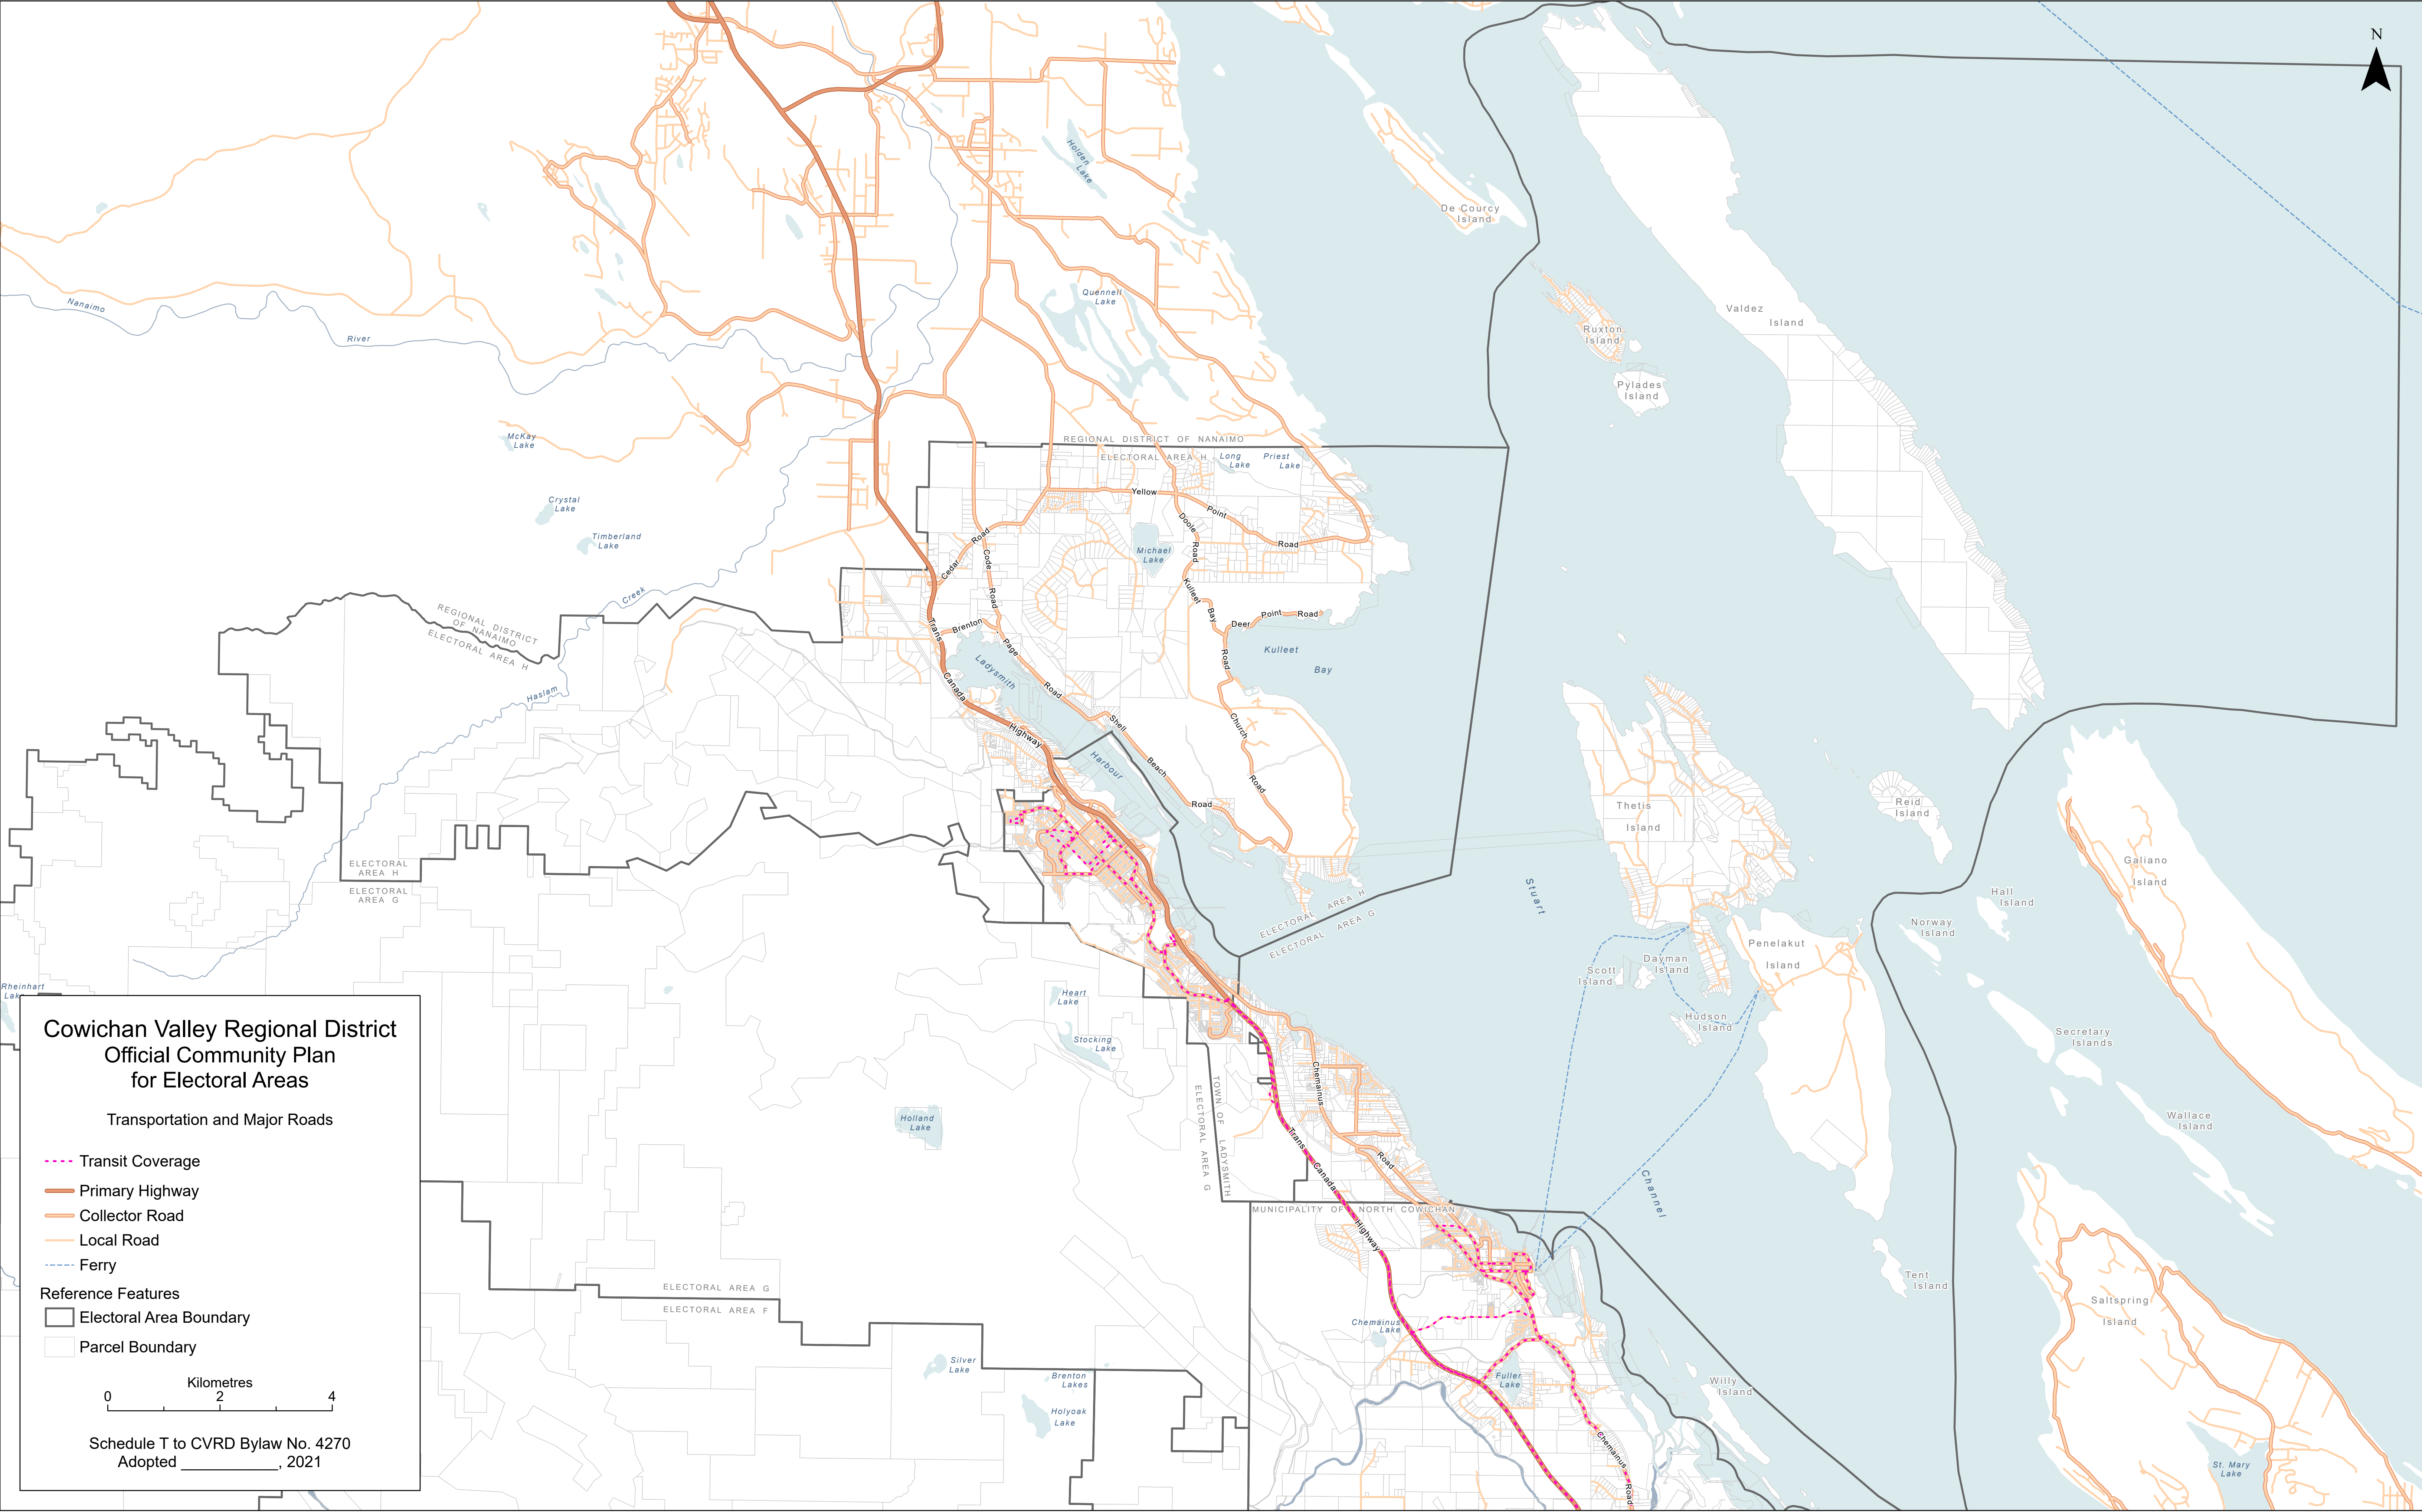 N
Holden
Lake
De Courcy
Island
Nanaimo
River
Quennell
Lake
Valdez
Island
Ruxton
Island
Pylades
Island
McKay
Lake
REGIONAL DISTRICT OF NANAIMO
ELECTORAL AREA H
Long
Lake
Priest
Lake
Yellow
Point
Road
Crystal
Lake
Timberland
Lake
Doole
Road
Michael
Lake
Cedar
Road
Code
Road
Kulleet
Bay
Road
Deer
Point
Road
Creek
REGIONAL DISTRICT
OF NANAIMO
ELECTORAL AREA H
Haslam
Trans
Canada
Highway
Brenton
Page
Road
Ladysmith
Harbour
Kulleet
Bay
Shell
Beach
Road
Church
Road
Thetis
Island
Reid
Island
ELECTORAL
AREA H
ELECTORAL
AREA G
Galiano
Island
Stuart
Channel
ELECTORAL AREA H
ELECTORAL AREA G
Hall
Island
Norway
Island
Penelakut
Island
Scott
Island
Dayman
Island
Hudson
Island
Secretary
Islands
Rheinhart
Lake
Heart
Lake
Stocking
Lake
Holland
Lake
Chemainus
Road
TOWN OF LADYSMITH
ELECTORAL AREA G
Wallace
Island
Trans
Canada
Highway
MUNICIPALITY OF NORTH COWICHAN
Tent
Island
Saltspring
Island
ELECTORAL AREA G
ELECTORAL AREA F
Chemainus
Lake
Silver
Lake
Brenton
Lakes
Holyoak
Lake
Fuller
Lake
Willy
Island
Chemainus
Road
St. Mary
Lake
Cowichan Valley Regional District
Official Community Plan
for Electoral Areas
Transportation and Major Roads
Transit Coverage
Primary Highway
Collector Road
Local Road
Ferry
Reference Features
Electoral Area Boundary
Parcel Boundary
Kilometres
0 2 4
Schedule T to CVRD Bylaw No. 4270
Adopted ____________, 2021